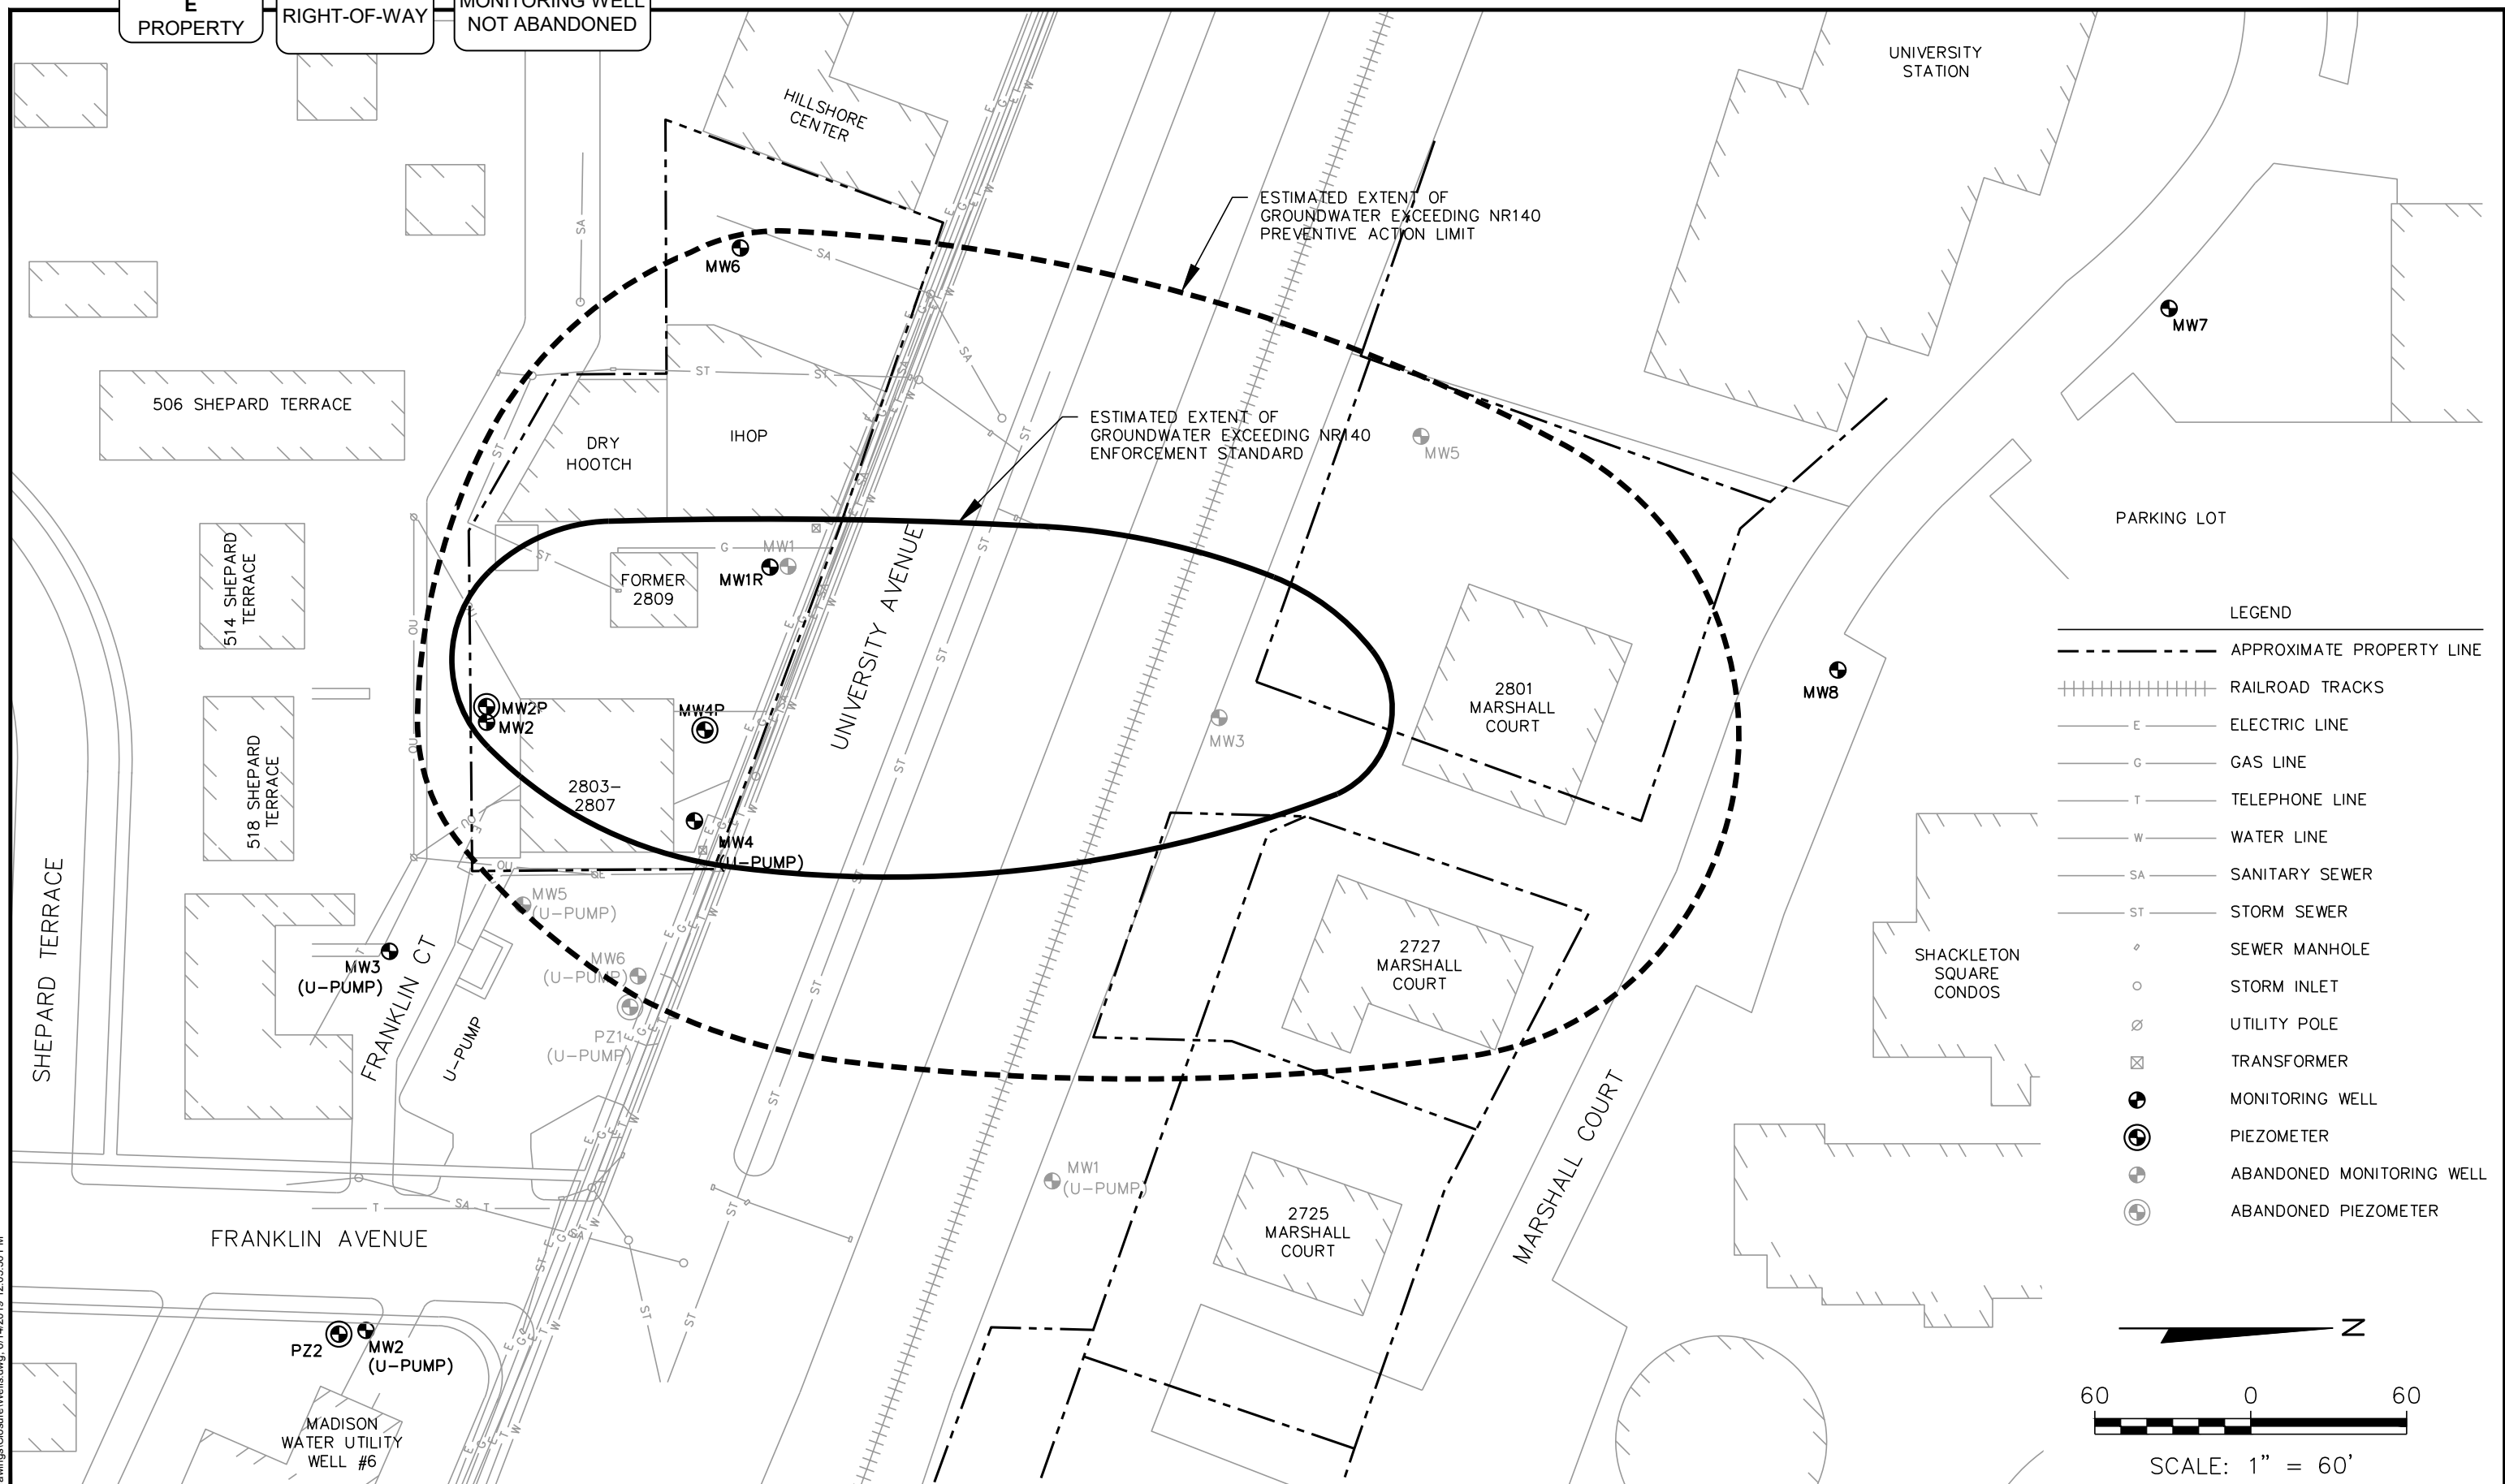 E
PROPERTY
RIGHT-OF-WAY
MONITORING WELL
NOT ABANDONED
HILLSHORE
CENTER
UNIVERSITY
STATION
ESTIMATED EXTENT OF
GROUNDWATER EXCEEDING NR140
PREVENTIVE ACTION LIMIT
MW6
MW7
506 SHEPARD TERRACE
DRY
HOOTCH
IHOP
ESTIMATED EXTENT OF
GROUNDWATER EXCEEDING NR140
ENFORCEMENT STANDARD
MW5
PARKING LOT
514 SHEPARD
TERRACE
FORMER
2809
MW1
MW1R
UNIVERSITY AVENUE
518 SHEPARD
TERRACE
MW2P
MW2
MW4P
2803-
2807
MW4
(U-PUMP)
MW3
2801
MARSHALL
COURT
MW8
MW5
(U-PUMP)
MW6
(U-PUMP)
PZ1
(U-PUMP)
MW3
(U-PUMP)
SHEPARD TERRACE
FRANKLIN CT
U-PUMP
2727
MARSHALL
COURT
SHACKLETON
SQUARE
CONDOS
MW1
(U-PUMP)
2725
MARSHALL
COURT
MARSHALL COURT
FRANKLIN AVENUE
PZ2
MW2
(U-PUMP)
MADISON
WATER UTILITY
WELL #6
LEGEND
APPROXIMATE PROPERTY LINE
RAILROAD TRACKS
E ELECTRIC LINE
G GAS LINE
T TELEPHONE LINE
W WATER LINE
SA SANITARY SEWER
ST STORM SEWER
SEWER MANHOLE
STORM INLET
UTILITY POLE
TRANSFORMER
MONITORING WELL
PIEZOMETER
ABANDONED MONITORING WELL
ABANDONED PIEZOMETER
N
60 0 60
SCALE: 1" = 60'